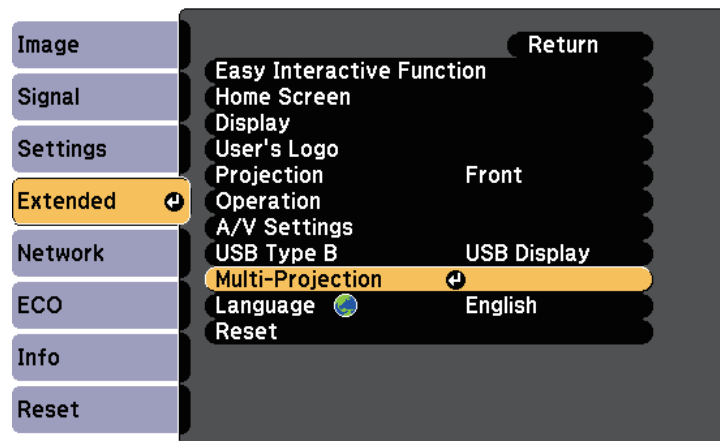 Image
Signal
Settings
Extended
Network
ECO
Info
Reset
Return
Easy Interactive Function
Home Screen
Display
User's Logo
Projection Front
Operation
A/V Settings
USB Type B USB Display
Multi-Projection
Language English
Reset